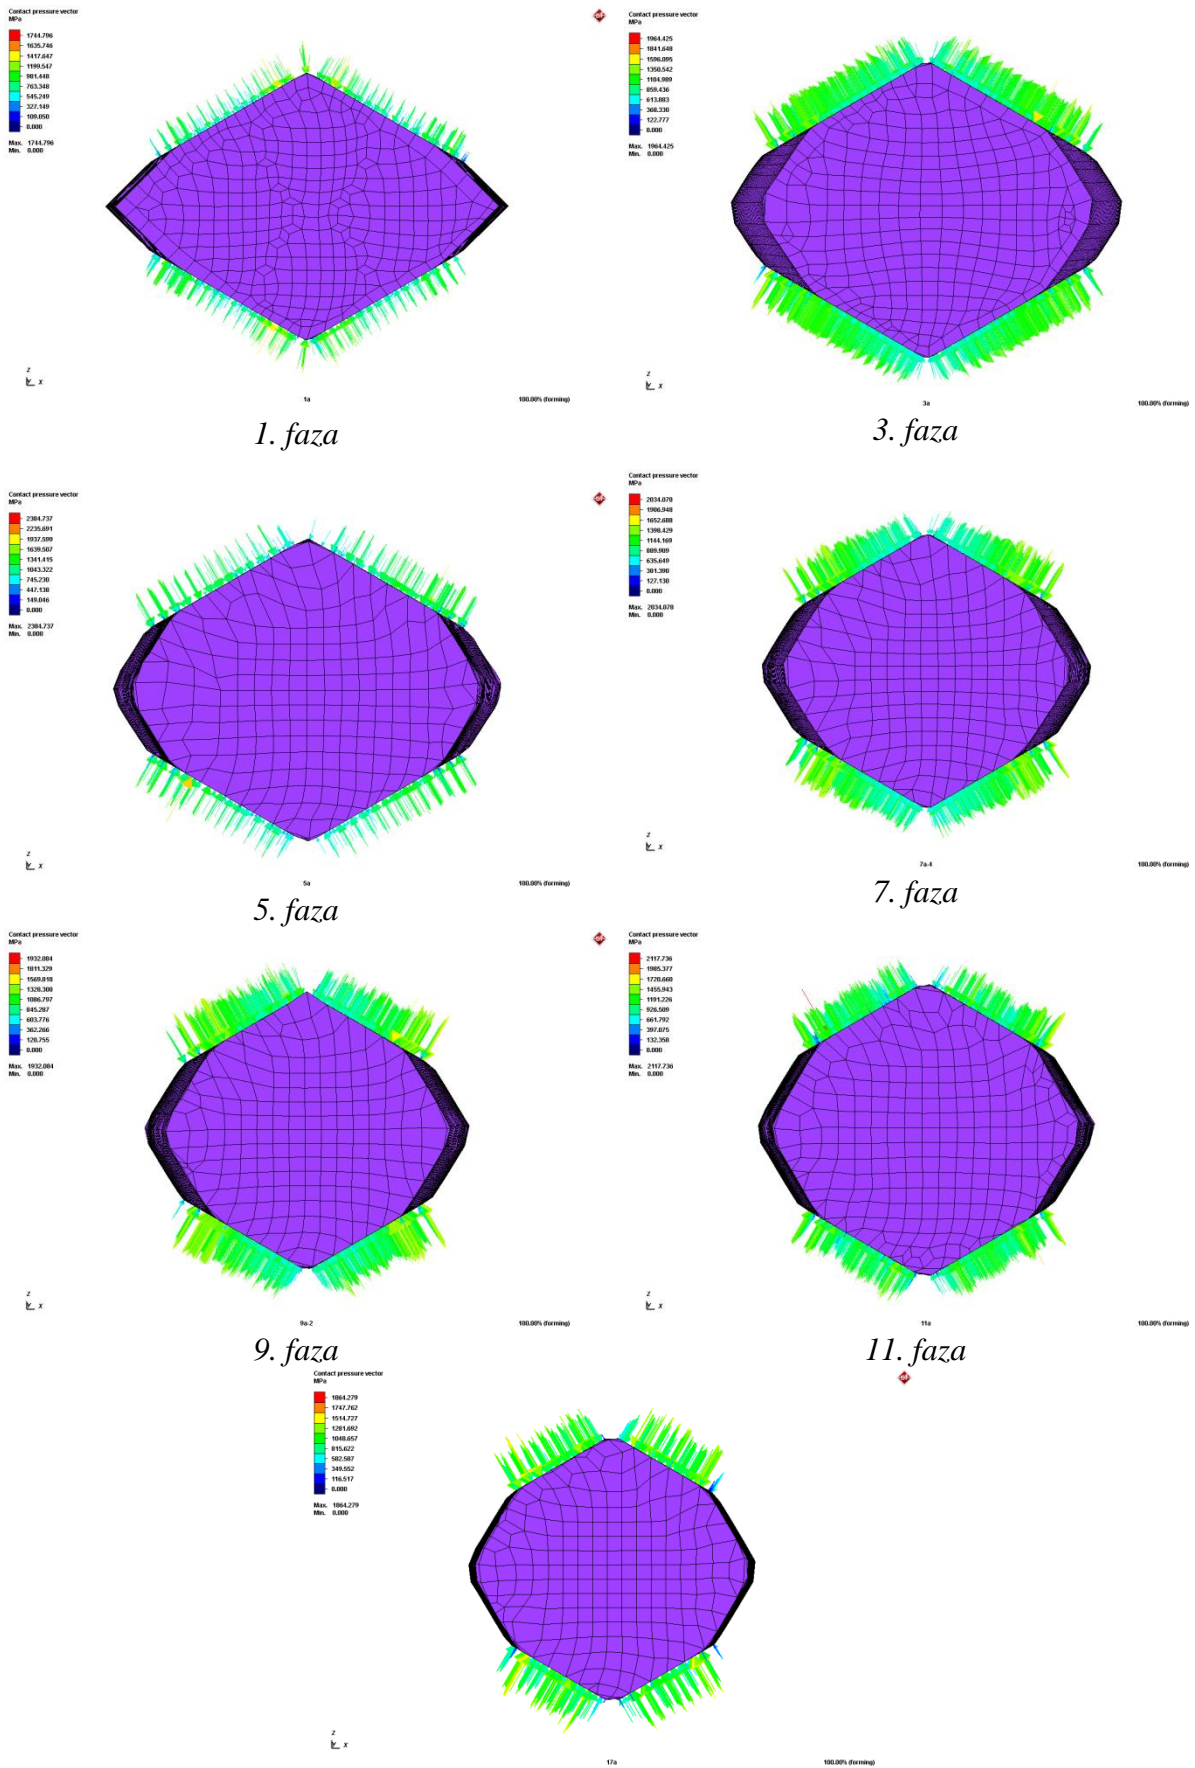 Contact pressure vector
MPa
1744.796
1635.746
1417.647
1199.547
981.448
763.348
545.249
327.149
109.050
0.000
Max. 1744.796
Min. 0.000
z
x
1a
100.00% (forming)
1. faza
Contact pressure vector
MPa
1964.425
1841.648
1596.095
1350.542
1104.989
859.436
613.883
368.330
122.777
0.000
Max. 1964.425
Min. 0.000
z
x
3a
100.00% (forming)
3. faza
Contact pressure vector
MPa
2384.737
2235.691
1937.599
1639.507
1341.415
1043.322
745.230
447.138
149.046
0.000
Max. 2384.737
Min. 0.000
z
x
5a
100.00% (forming)
5. faza
Contact pressure vector
MPa
2034.078
1906.948
1652.688
1398.429
1144.169
889.909
635.649
381.390
127.130
0.000
Max. 2034.078
Min. 0.000
z
x
7a-4
100.00% (forming)
7. faza
Contact pressure vector
MPa
1932.084
1811.329
1569.818
1328.308
1086.797
845.287
603.776
362.266
120.755
0.000
Max. 1932.084
Min. 0.000
z
x
9a-2
100.00% (forming)
9. faza
Contact pressure vector
MPa
2117.736
1985.377
1720.660
1455.943
1191.226
926.509
661.792
397.075
132.358
0.000
Max. 2117.736
Min. 0.000
z
x
11a
100.00% (forming)
11. faza
Contact pressure vector
MPa
1864.279
1747.762
1514.727
1281.692
1048.657
815.622
582.587
349.552
116.517
0.000
Max. 1864.279
Min. 0.000
z
x
17a
100.00% (forming)